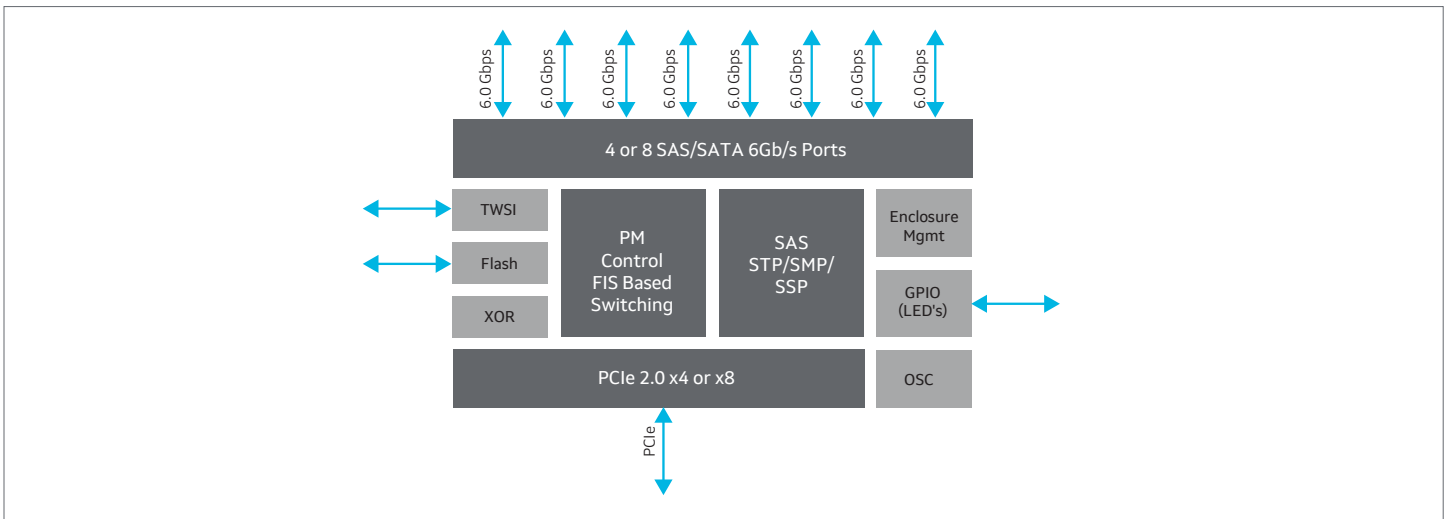 6.0 Gbps
6.0 Gbps
6.0 Gbps
6.0 Gbps
6.0 Gbps
6.0 Gbps
6.0 Gbps
6.0 Gbps
4 or 8 SAS/SATA 6Gb/s Ports
TWSI
Flash
XOR
PM
Control
FIS Based
Switching
SAS
STP/SMP/
SSP
Enclosure
Mgmt
GPIO
(LED's)
PCIe 2.0 x4 or x8
OSC
PCIe